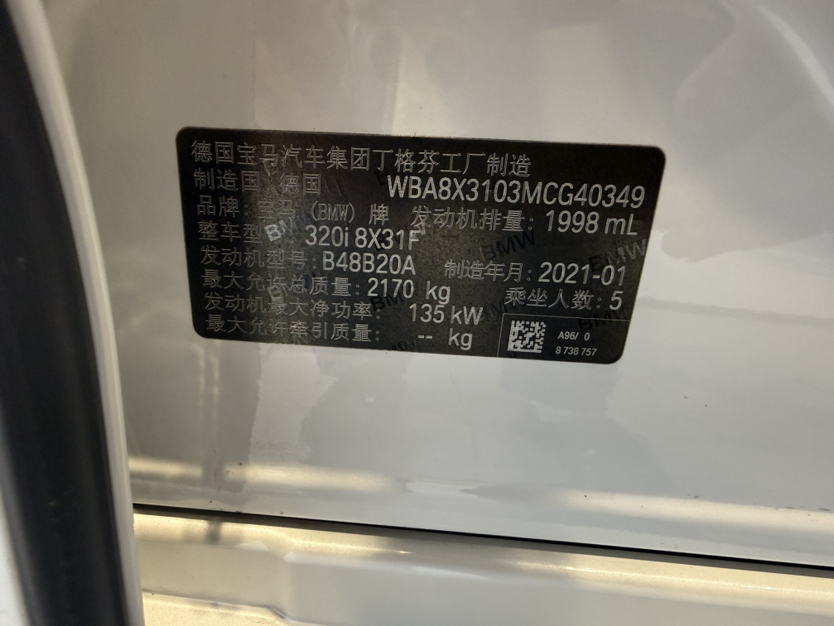 德国宝马汽车集团丁格芬工厂制造
制造国：德国 WBA8X3103MCG40349
品牌：宝马（BMW）牌 发动机排量：1998 mL
整车型号：320i 8X31F
发动机型号：B48B20A 制造年月：2021-01
最大允许总质量：2170 kg 乘坐人数：5
发动机最大净功率：135 kW
最大允许牵引质量：-- kg
A96/ 0
8 738 757